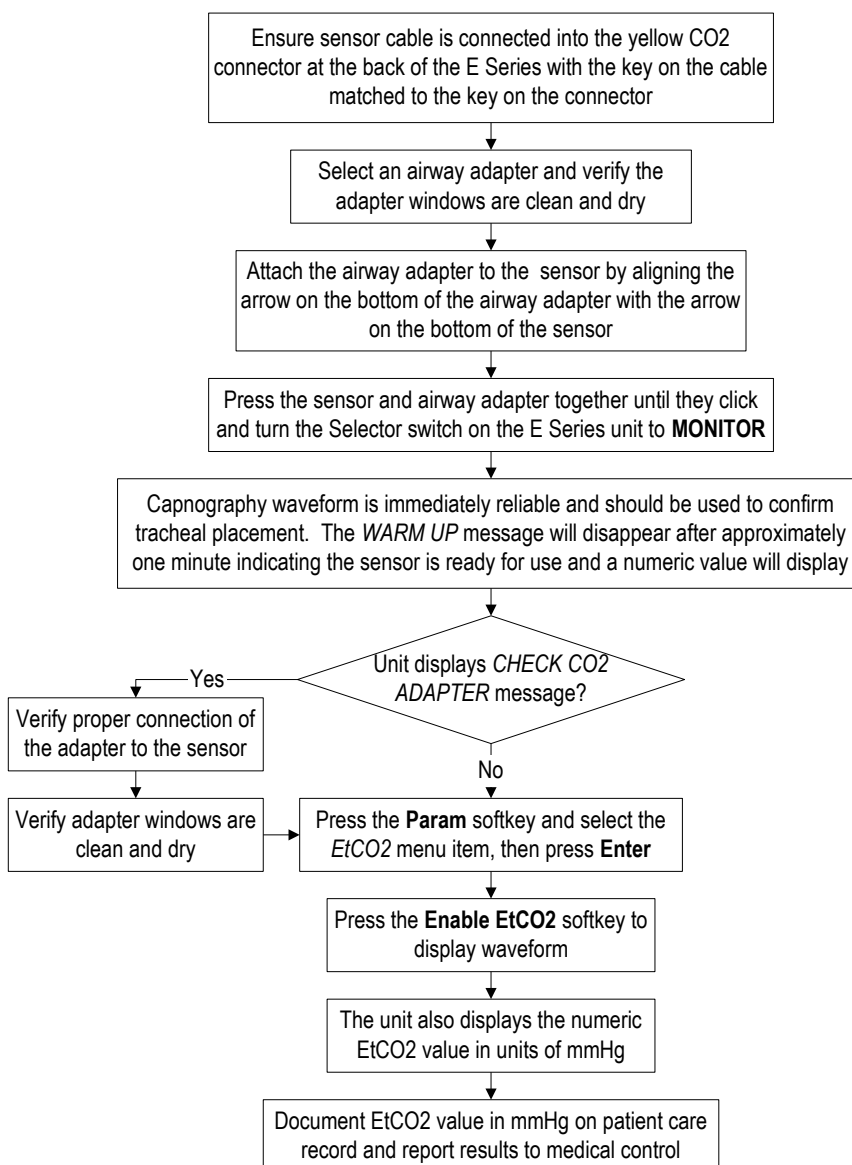 Ensure sensor cable is connected into the yellow CO2
connector at the back of the E Series with the key on the cable
matched to the key on the connector
Select an airway adapter and verify the
adapter windows are clean and dry
Attach the airway adapter to the sensor by aligning the
arrow on the bottom of the airway adapter with the arrow
on the bottom of the sensor
Press the sensor and airway adapter together until they click
and turn the Selector switch on the E Series unit to MONITOR
Capnography waveform is immediately reliable and should be used to confirm
tracheal placement. The WARM UP message will disappear after approximately
one minute indicating the sensor is ready for use and a numeric value will display
Unit displays CHECK CO2
ADAPTER message?
Yes
Verify proper connection of
the adapter to the sensor
Verify adapter windows are
clean and dry
No
Press the Param softkey and select the
EtCO2 menu item, then press Enter
Press the Enable EtCO2 softkey to
display waveform
The unit also displays the numeric
EtCO2 value in units of mmHg
Document EtCO2 value in mmHg on patient care
record and report results to medical control